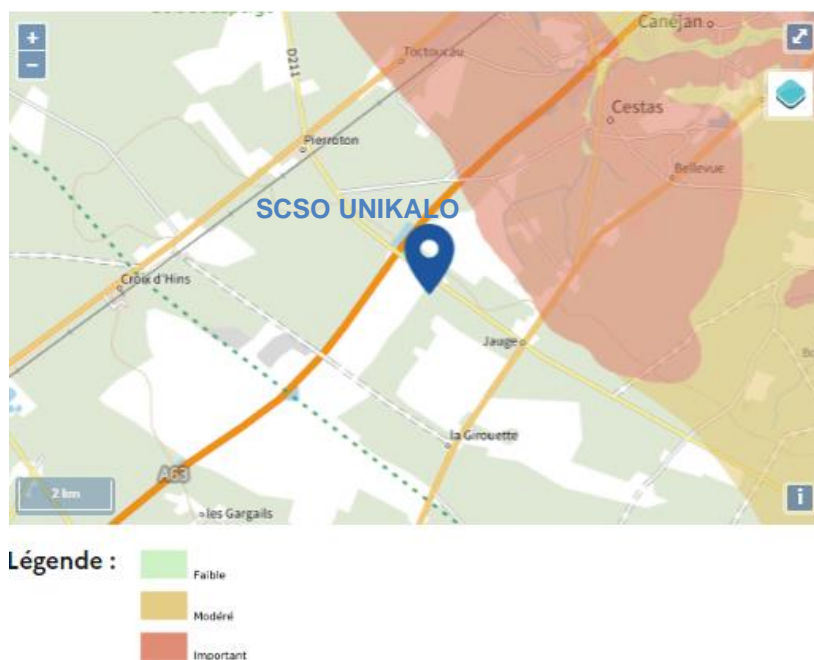 Canéjan
Toctoucau
D211
Cestas
Pierroton
Bellevue
SCSO UNIKALO
Croix d'Hins
Jauge
la Girouette
A63
2 km
les Gargails
i
Légende :
Faible
Modéré
Important